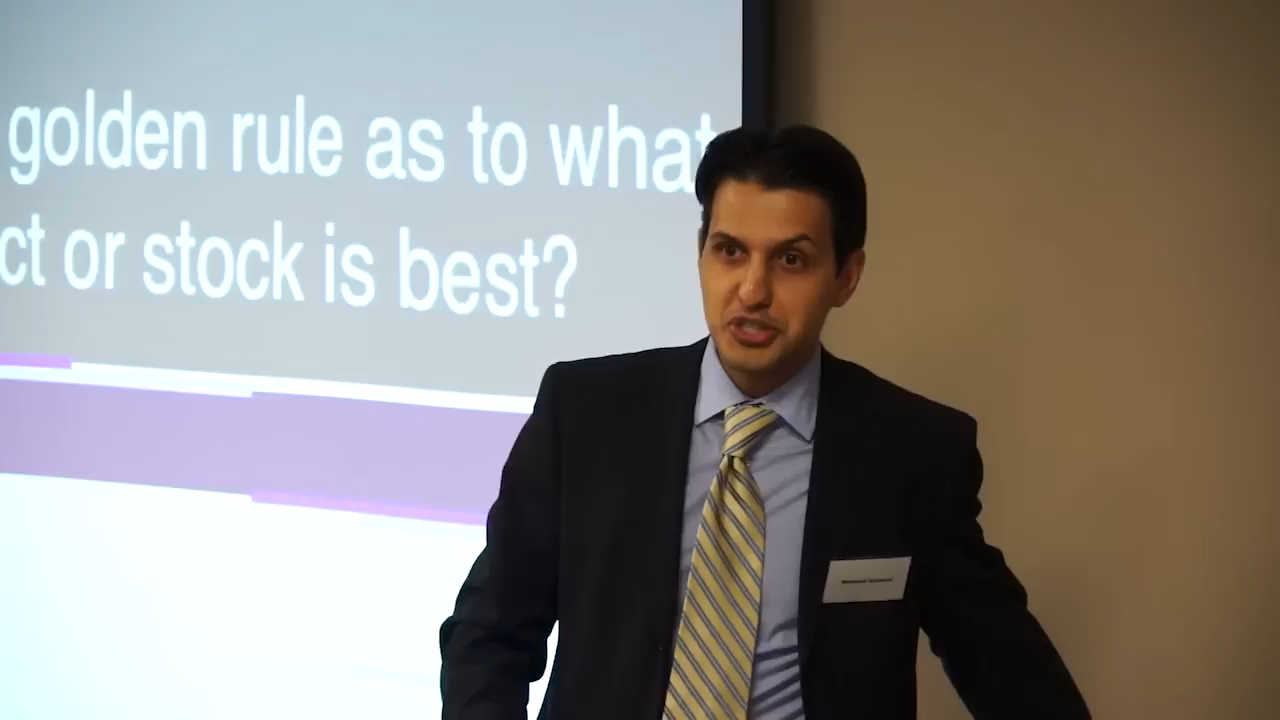 golden rule as to what
ct or stock is best?